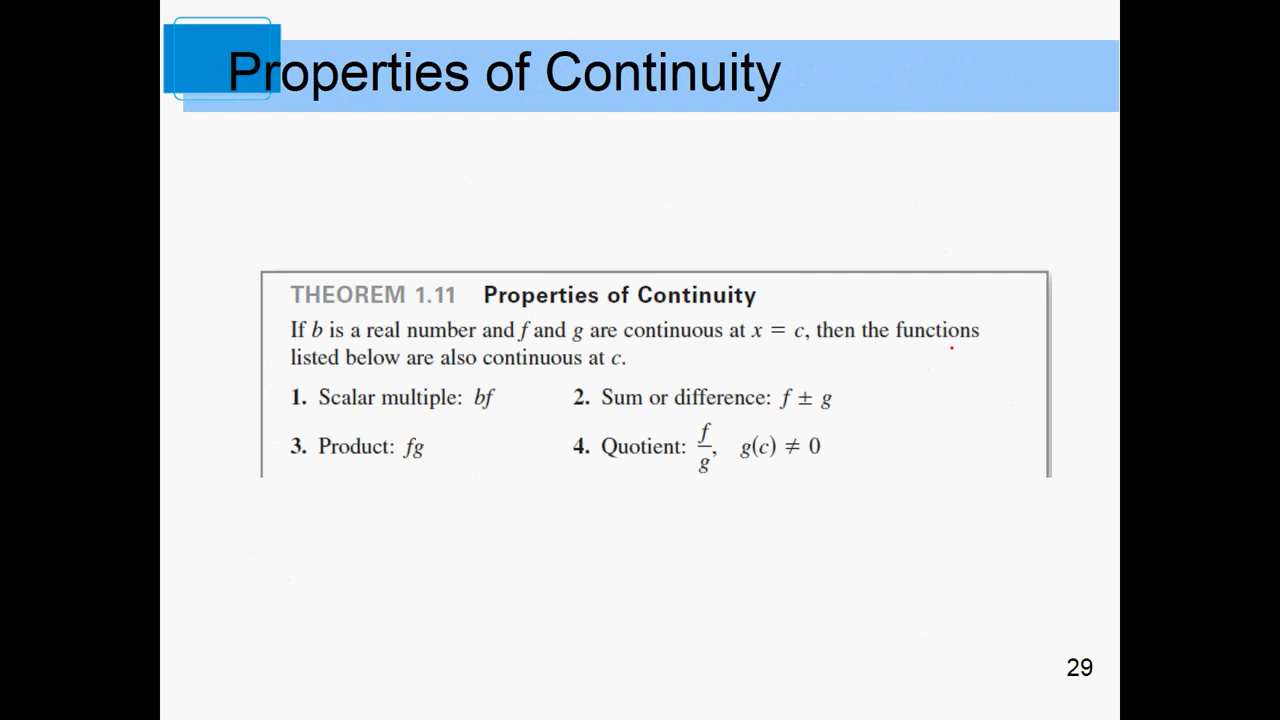 Properties of Continuity
THEOREM 1.11 Properties of Continuity
If b is a real number and f and g are continuous at x = c, then the functions
listed below are also continuous at c.
1. Scalar multiple: bf 2. Sum or difference: f ± g
3. Product: fg 4. Quotient: f/g, g(c) ≠ 0
29